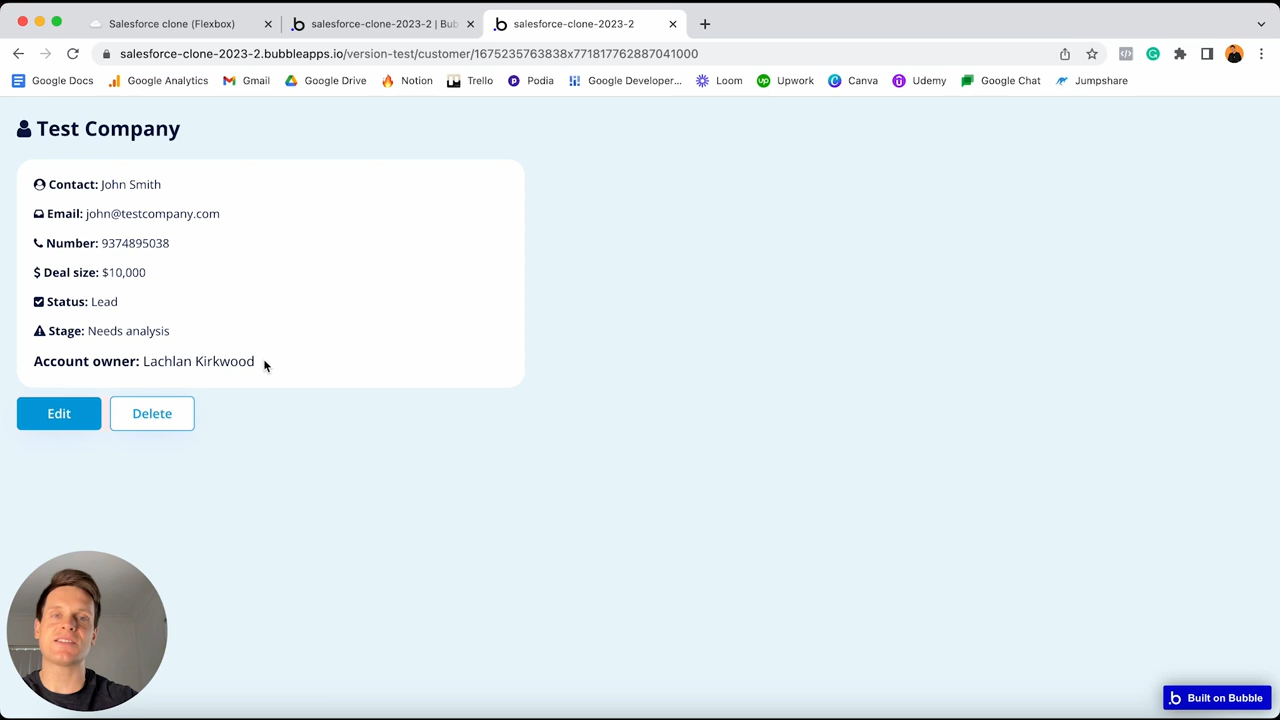 Salesforce clone (Flexbox)
salesforce-clone-2023-2 | Bub
salesforce-clone-2023-2
salesforce-clone-2023-2.bubbleapps.io/version-test/customer/1675235763838x771817762887041000
Google Docs
Google Analytics
Gmail
Google Drive
Notion
Trello
Podia
Google Developer...
Loom
Upwork
Canva
Udemy
Google Chat
Jumpshare
Test Company
Contact: John Smith
Email: john@testcompany.com
Number: 9374895038
Deal size: $10,000
Status: Lead
Stage: Needs analysis
Account owner: Lachlan Kirkwood
Edit
Delete
Built on Bubble